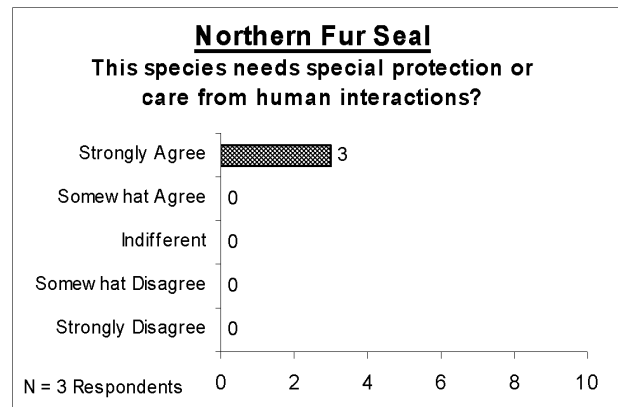 Northern Fur Seal
This species needs special protection or
care from human interactions?
Strongly Agree 3
Somew hat Agree 0
Indifferent 0
Somew hat Disagree 0
Strongly Disagree 0
N = 3 Respondents 0 2 4 6 8 10